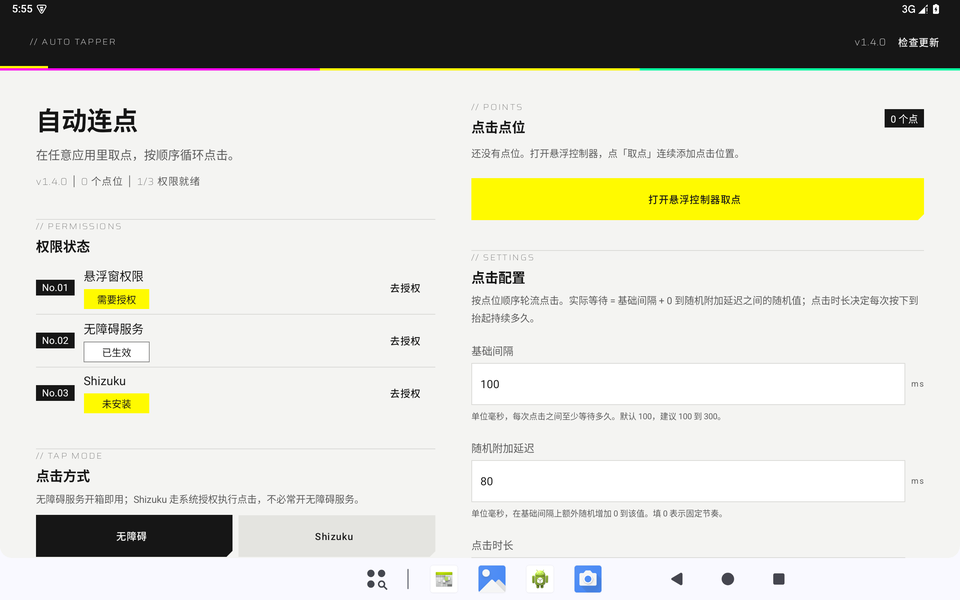 5:55
3G
// AUTO TAPPER
v1.4.0 检查更新
自动连点
在任意应用里取点，按顺序循环点击。
v1.4.0 | 0 个点位 | 1/3 权限就绪
// PERMISSIONS
权限状态
No.01
悬浮窗权限
需要授权
去授权
No.02
无障碍服务
已生效
去授权
No.03
Shizuku
未安装
去授权
// TAP MODE
点击方式
无障碍服务开箱即用；Shizuku 走系统授权执行点击，不必常开无障碍服务。
无障碍
Shizuku
// POINTS
点击点位
0 个点
还没有点位。打开悬浮控制器，点「取点」连续添加点击位置。
打开悬浮控制器取点
// SETTINGS
点击配置
按点位顺序轮流点击。实际等待 = 基础间隔 + 0 到随机附加延迟之间的随机值；点击时长决定每次按下到
抬起持续多久。
基础间隔
100
ms
单位毫秒，每次点击之间至少等待多久。默认 100，建议 100 到 300。
随机附加延迟
80
ms
单位毫秒，在基础间隔上额外随机增加 0 到该值。填 0 表示固定节奏。
点击时长